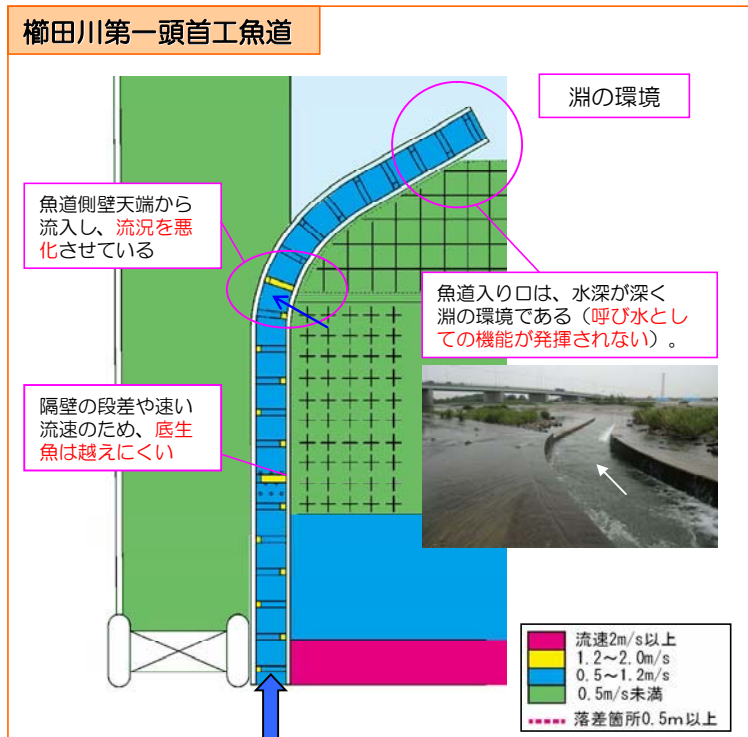 櫛田川第一頭首工魚道
淵の環境
魚道側壁天端から
流入し、流況を悪
化させている
魚道入り口は、水深が深く
淵の環境である（呼び水とし
ての機能が発揮されない）。
隔壁の段差や速い
流速のため、底生
魚は越えにくい
流速2m/s以上
1.2～2.0m/s
0.5～1.2m/s
0.5m/s未満
落差箇所0.5m以上